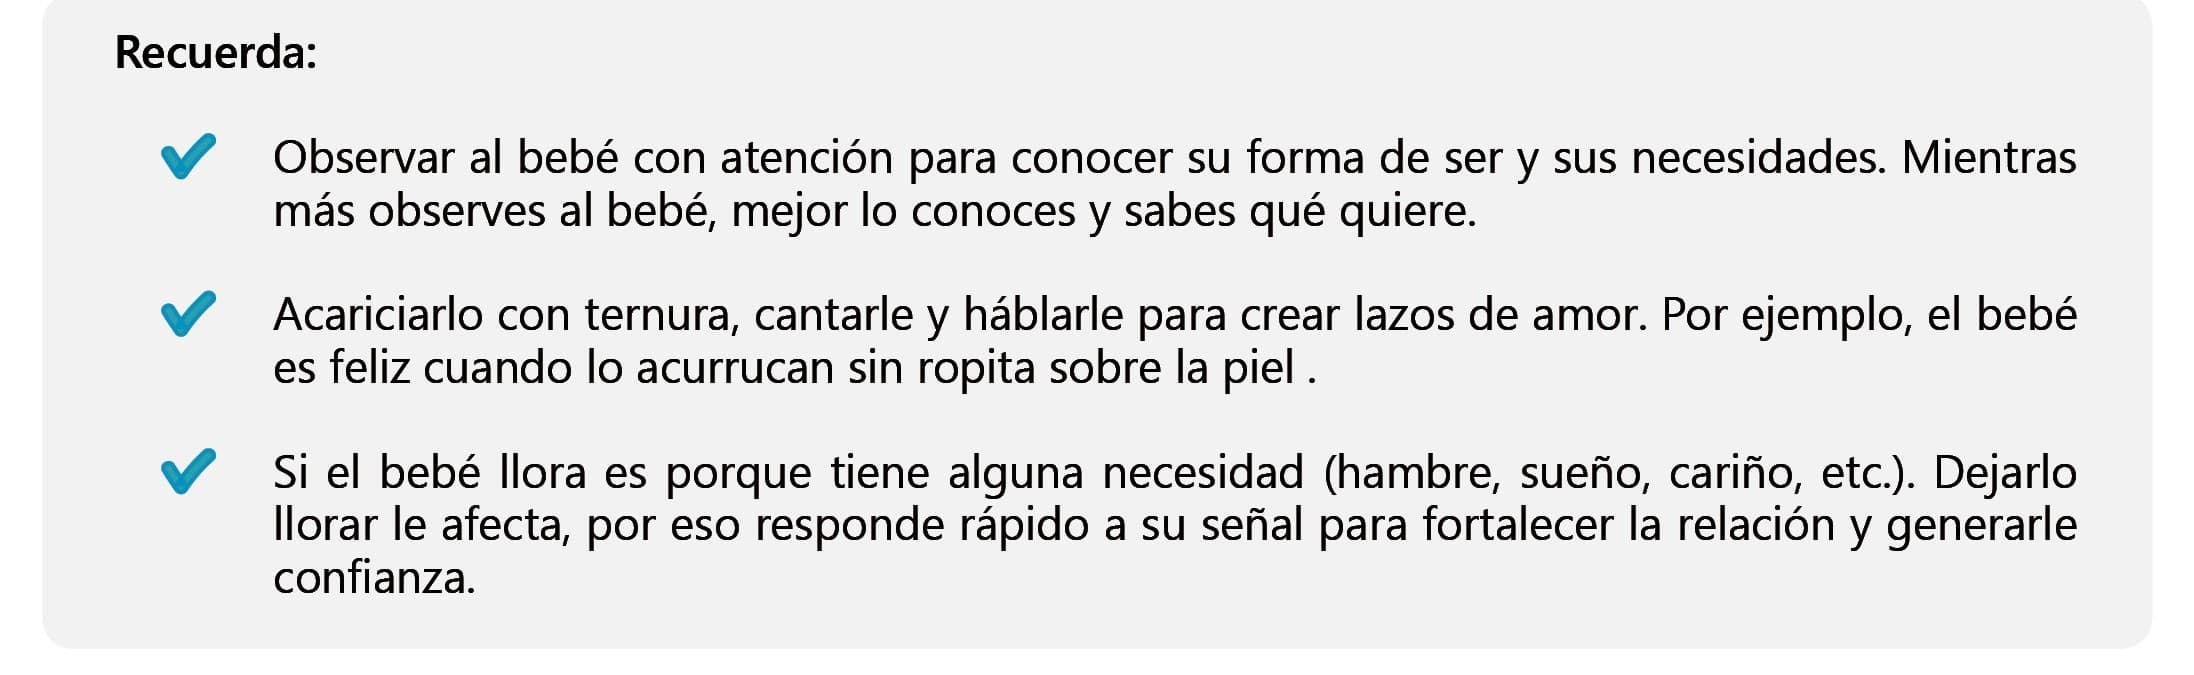 Recuerda:
Observar al bebé con atención para conocer su forma de ser y sus necesidades. Mientras
más observes al bebé, mejor lo conoces y sabes qué quiere.
Acariciarlo con ternura, cantarle y háblarle para crear lazos de amor. Por ejemplo, el bebé
es feliz cuando lo acurrucan sin ropita sobre la piel .
Si el bebé llora es porque tiene alguna necesidad (hambre, sueño, cariño, etc.). Dejarlo
llorar le afecta, por eso responde rápido a su señal para fortalecer la relación y generarle
confianza.